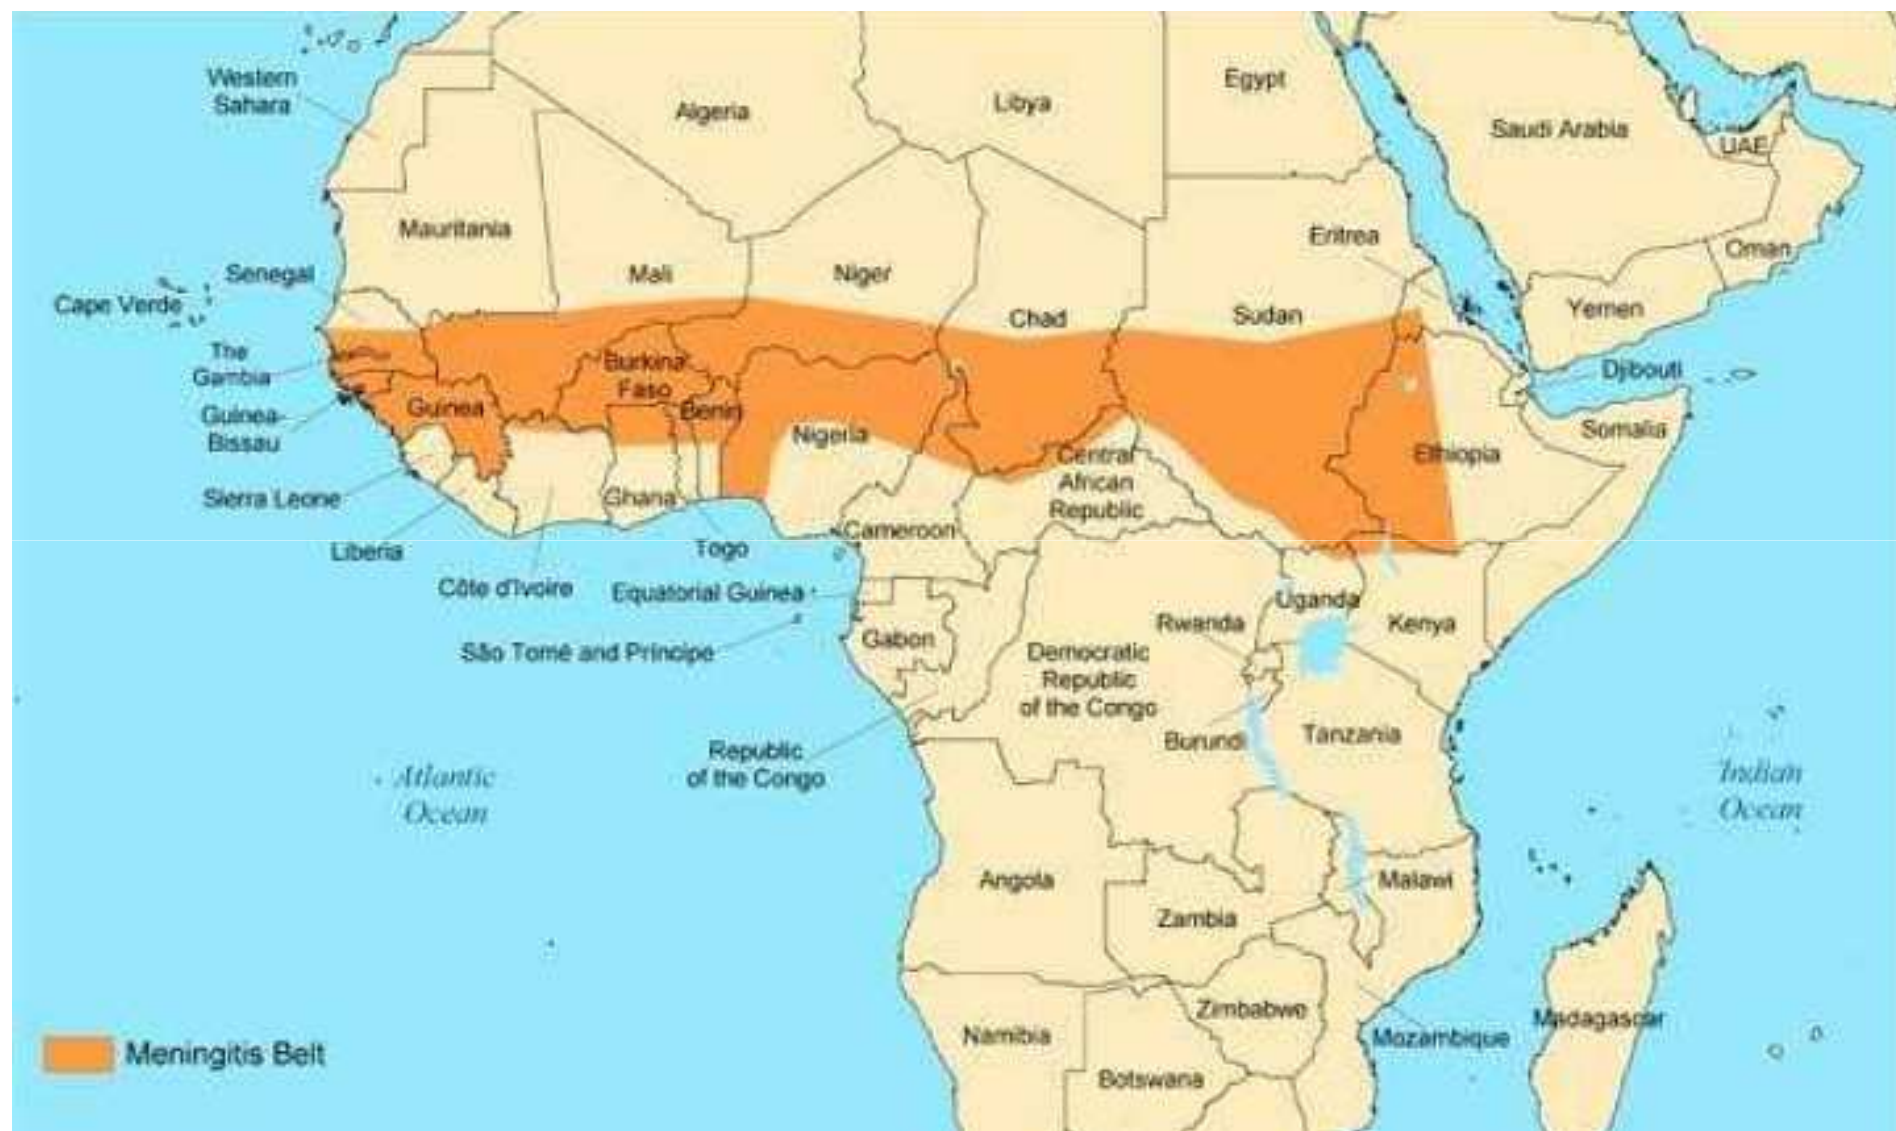 Western
Sahara
Algeria
Libya
Egypt
Saudi Arabia
UAE
Mauritania
Mali
Niger
Chad
Sudan
Eritrea
Oman
Yemen
Senegal
Cape Verde
The
Gambia
Guinea-
Bissau
Guinea
Burkina
Faso
Benin
Nigeria
Central
African
Republic
Ethiopia
Djibouti
Somalia
Sierra Leone
Liberia
Côte d'Ivoire
Ghana
Togo
Cameroon
Equatorial Guinea
São Tomé and Príncipe
Gabon
Republic
of the Congo
Democratic
Republic
of the Congo
Rwanda
Uganda
Kenya
Burundi
Tanzania
Atlantic
Ocean
Indian
Ocean
Angola
Zambia
Malawi
Zimbabwe
Mozambique
Madagascar
Namibia
Botswana
Meningitis Belt